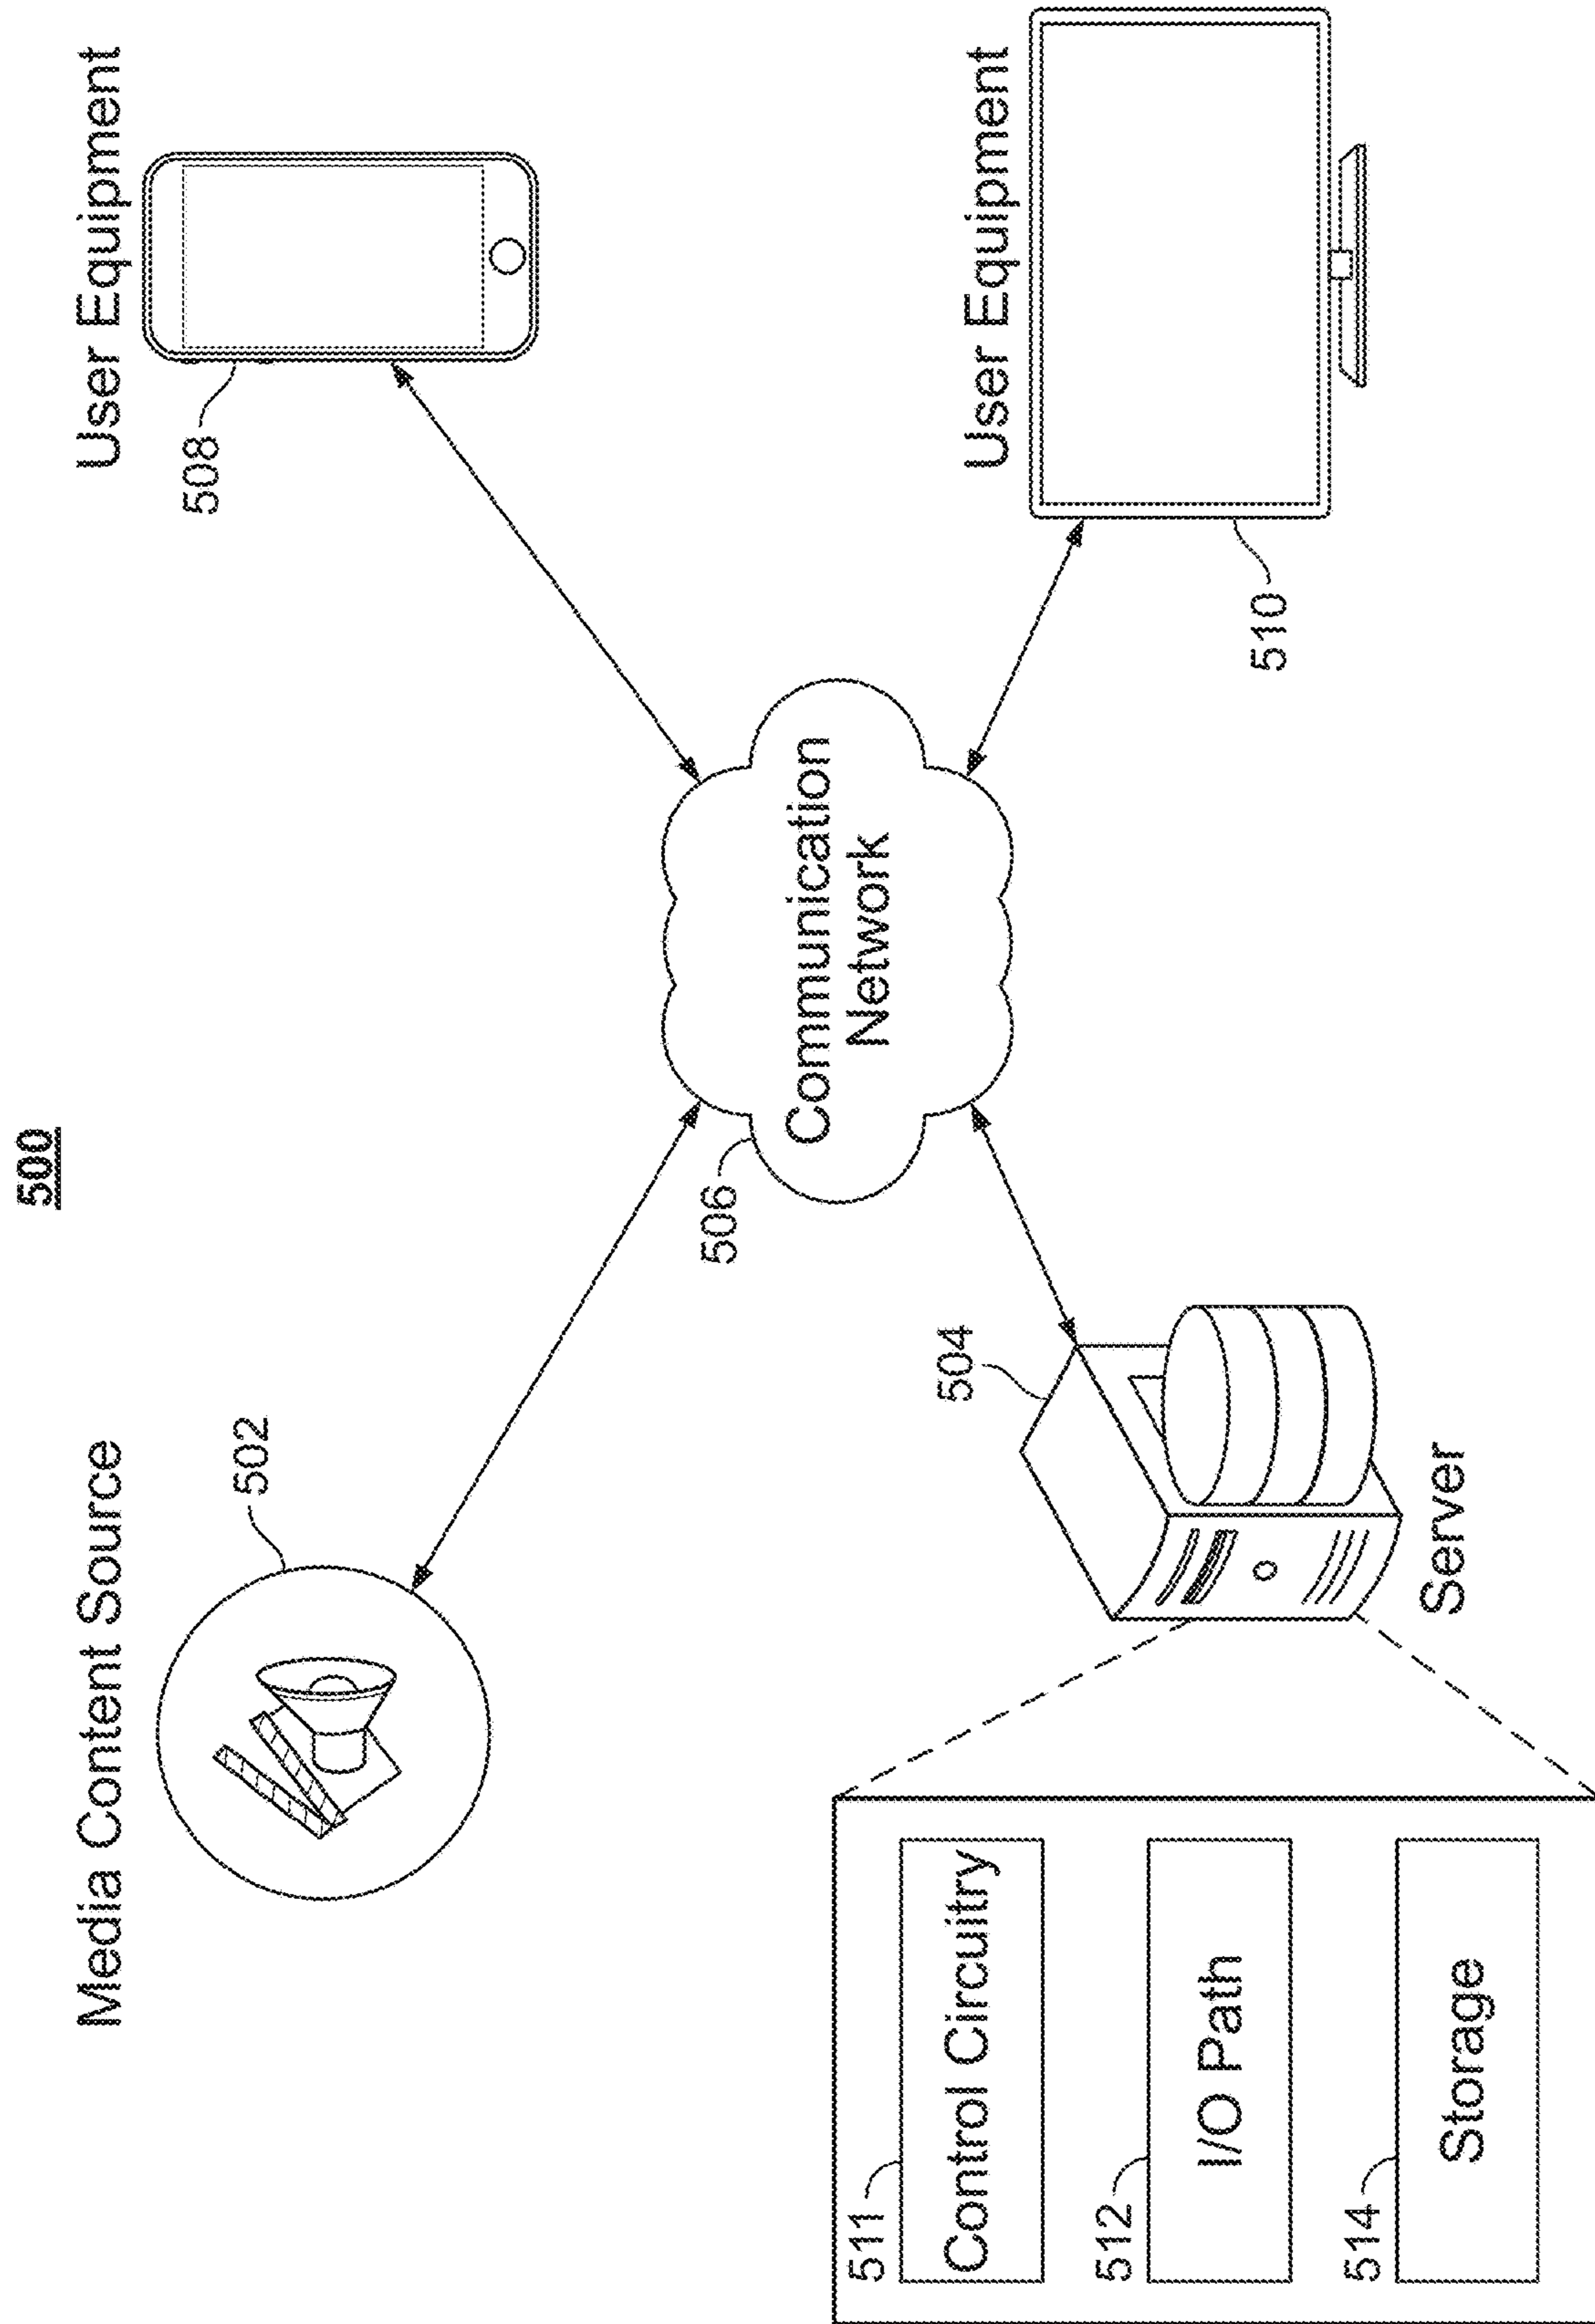 500
Media Content Source
502
User Equipment
508
506
Communication
Network
504
Server
User Equipment
510
511
Control Circuitry
512
I/O Path
514
Storage